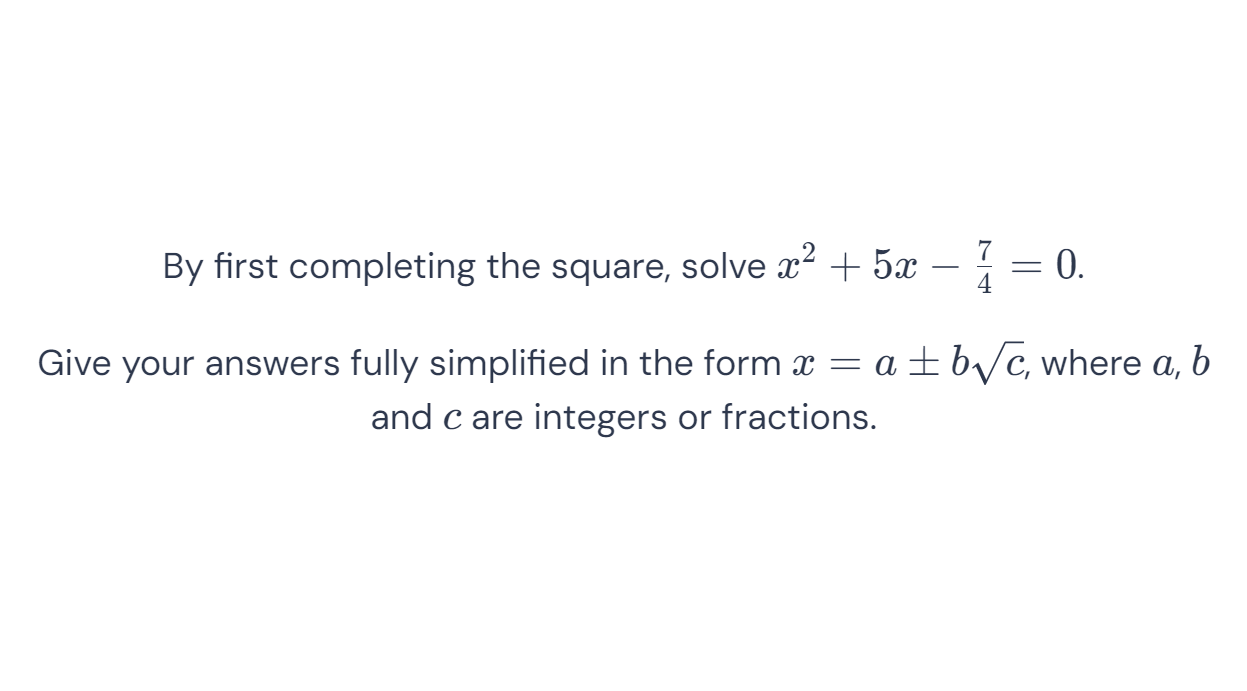 By first completing the square, solve $x^2 + 5x - \frac{7}{4} = 0$.
Give your answers fully simplified in the form $x = a \pm b\sqrt{c}$, where $a$, $b$
and $c$ are integers or fractions.